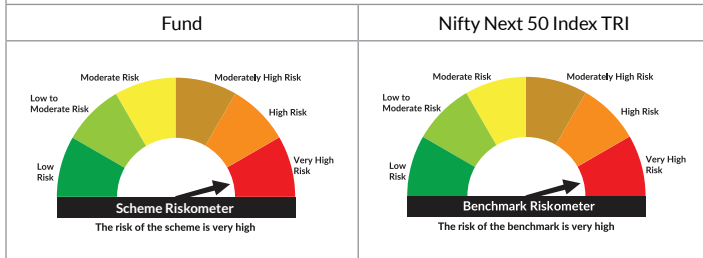 Fund
Nifty Next 50 Index TRI
Moderate Risk
Moderately High Risk
Low to
Moderate Risk
High Risk
Low
Risk
Very High
Risk
Scheme Riskometer
The risk of the scheme is very high
Moderate Risk
Moderately High Risk
Low to
Moderate Risk
High Risk
Low
Risk
Very High
Risk
Benchmark Riskometer
The risk of the benchmark is very high